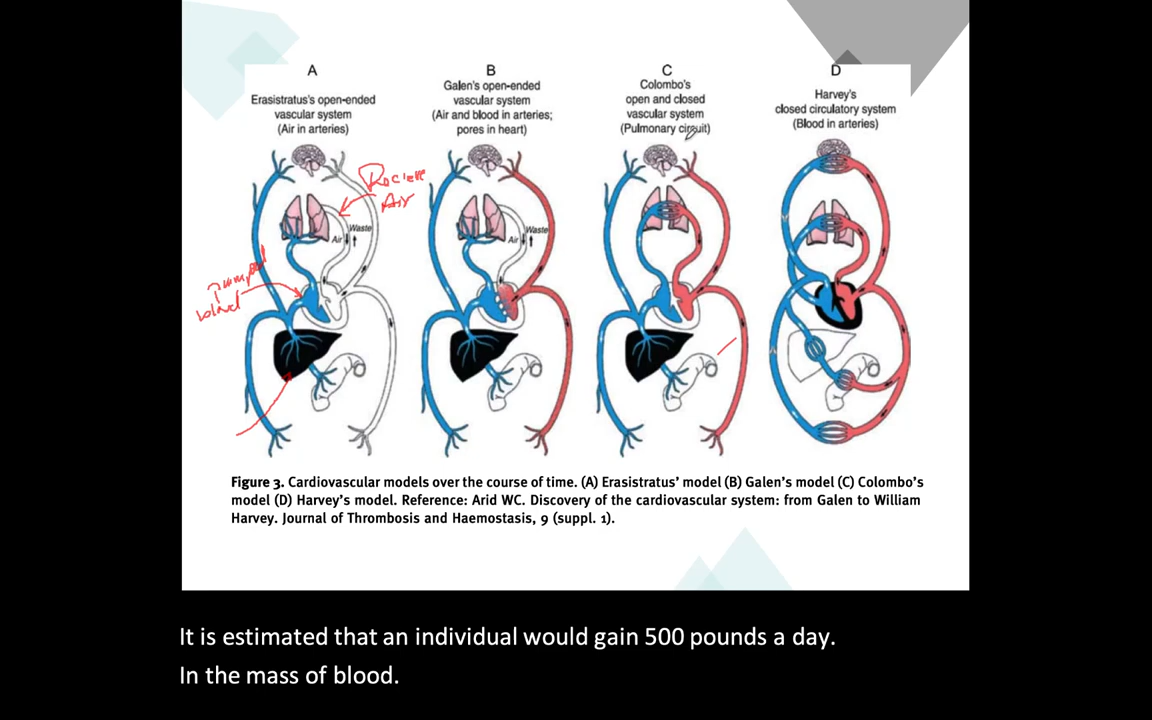 A
Erasistratus's open-ended
vascular system
(Air in arteries)
B
Galen's open-ended
vascular system
(Air and blood in arteries;
pores in heart)
C
Colombo's
open and closed
vascular system
(Pulmonary circuit)
D
Harvey's
closed circulatory system
(Blood in arteries)
Air
Waste
Air
Waste
Air
Figure 3. Cardiovascular models over the course of time. (A) Erasistratus' model (B) Galen's model (C) Colombo's
model (D) Harvey's model. Reference: Arid WC. Discovery of the cardiovascular system: from Galen to William
Harvey. Journal of Thrombosis and Haemostasis, 9 (suppl. 1).
It is estimated that an individual would gain 500 pounds a day.
In the mass of blood.